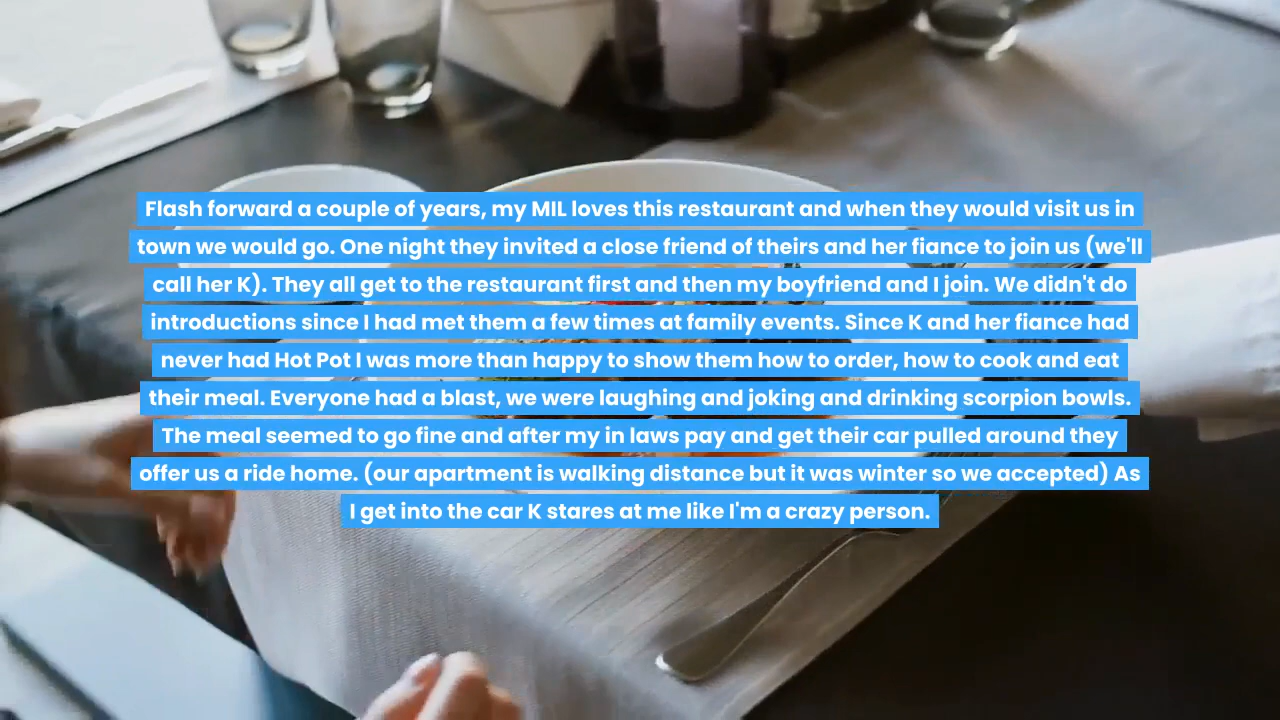 Flash forward a couple of years, my MIL loves this restaurant and when they would visit us in
town we would go. One night they invited a close friend of theirs and her fiance to join us (we'll
call her K). They all get to the restaurant first and then my boyfriend and I join. We didn't do
introductions since I had met them a few times at family events. Since K and her fiance had
never had Hot Pot I was more than happy to show them how to order, how to cook and eat
their meal. Everyone had a blast, we were laughing and joking and drinking scorpion bowls.
The meal seemed to go fine and after my in laws pay and get their car pulled around they
offer us a ride home. (our apartment is walking distance but it was winter so we accepted) As
I get into the car K stares at me like I'm a crazy person.